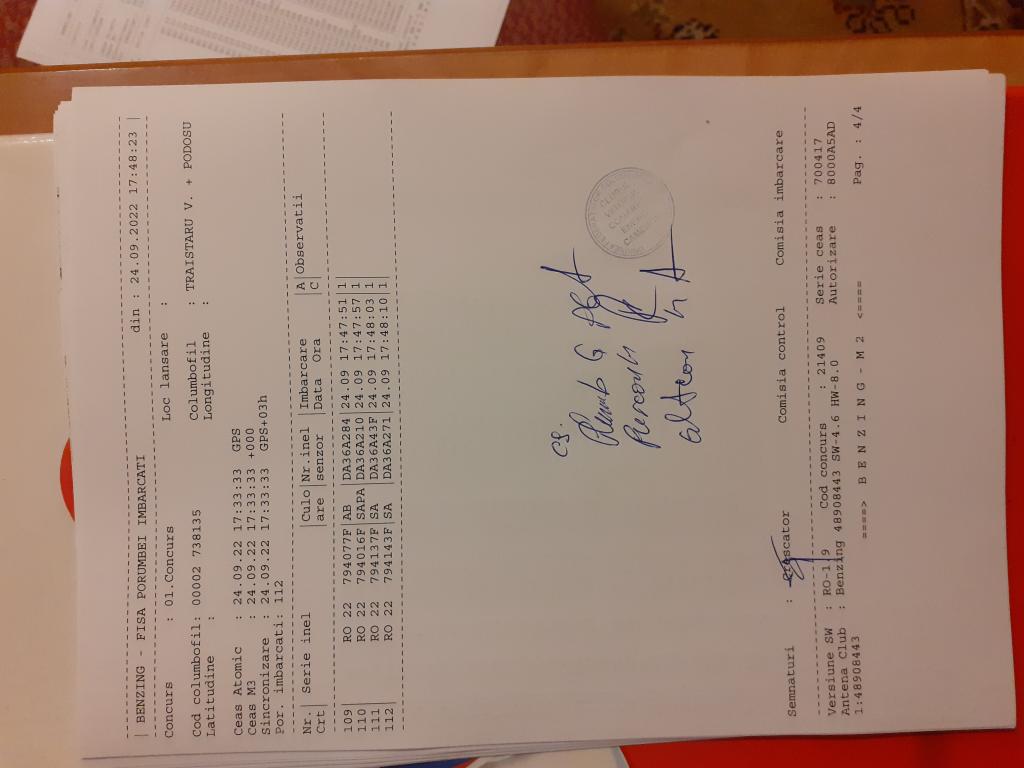 | BENZING - FISA PORUMBEI IMBARCATI din : 24.09.2022 17:48:23 |
Concurs : 01.Concurs Loc lansare :
Cod columbofil: 00002 738135 Columbofil : TRAISTARU V. + PODOSU
Latitudine : Longitudine :
Ceas Atomic : 24.09.22 17:33:33 GPS
Ceas M3 : 24.09.22 17:33:33 +000
Sincronizare : 24.09.22 17:33:33 GPS+03h
Por. imbarcati: 112
Nr.| Serie inel |Culo|Nr.inel |Imbarcare |A|Observatii
Crt| |are |senzor |Data Ora |C|
109| RO 22 794077F|AB |DA36A284|24.09 17:47:51|1|
110| RO 22 794016F|SAPA|DA36A210|24.09 17:47:57|1|
111| RO 22 794137F|SA |DA36A43F|24.09 17:48:03|1|
112| RO 22 794143F|SA |DA36A271|24.09 17:48:10|1|
Semnaturi : Crescator Comisia control Comisia imbarcare
Versiune SW : RO-1.9 Cod concurs : 21409 Serie ceas : 700417
Antena Club : Benzing 48908443 SW-4.6 HW-8.0 Autorizare : 8000A5AD
1:48908443
====> B E N Z I N G - M 2 <==== Pag. : 4/4